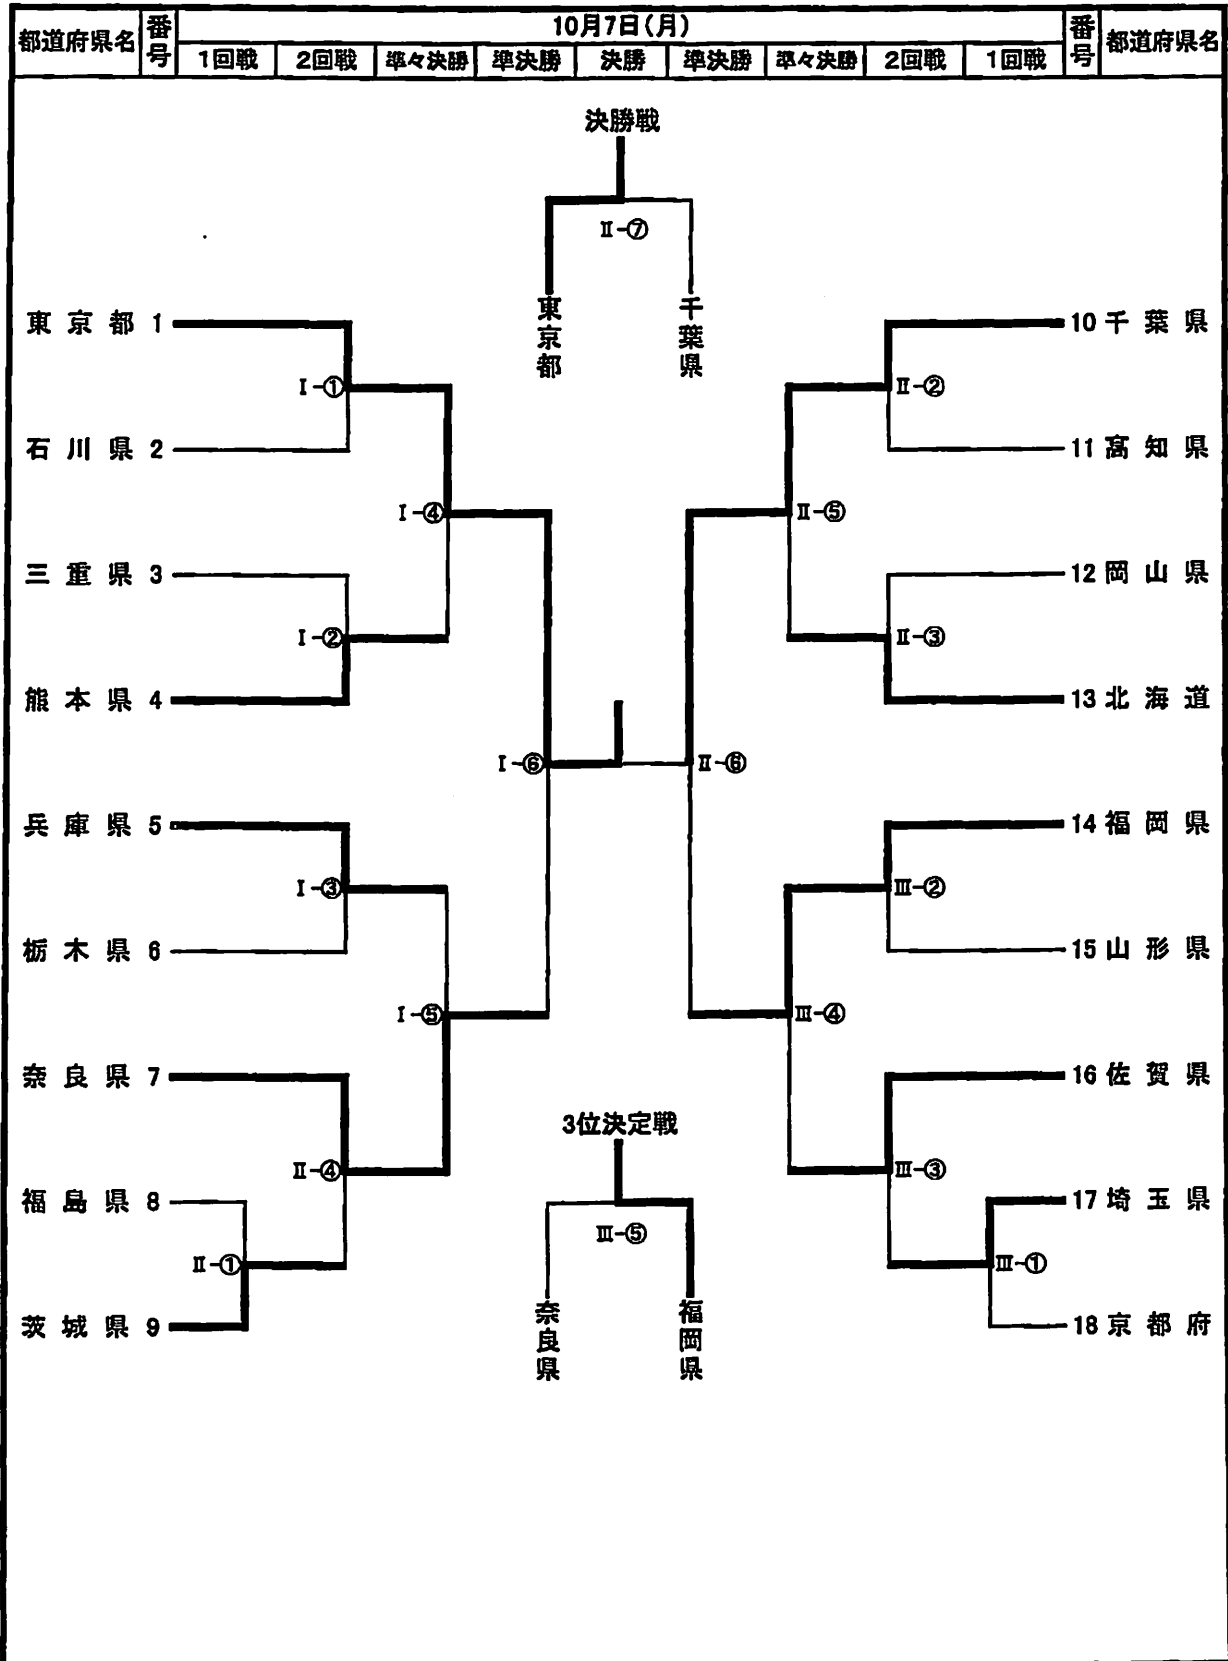 都道府県名 番号 10月7日(月) 番号 都道府県名
1回戦 2回戦 準々決勝 準決勝 決勝 準決勝 準々決勝 2回戦 1回戦
決勝戦
Ⅱ-⑦
東京都 千葉県
東京都 1
10 千葉県
Ⅰ-① Ⅱ-②
石川県 2
11 高知県
Ⅰ-④ Ⅱ-⑤
三重県 3
12 岡山県
Ⅰ-② Ⅱ-③
熊本県 4
13 北海道
Ⅰ-⑥ Ⅱ-⑥
兵庫県 5
14 福岡県
Ⅰ-③ Ⅲ-②
栃木県 6
15 山形県
Ⅰ-⑤ Ⅲ-④
奈良県 7
16 佐賀県
3位決定戦
Ⅱ-④ Ⅲ-③
福島県 8
17 埼玉県
Ⅲ-⑤
Ⅱ-① Ⅲ-①
奈良県 福岡県
茨城県 9
18 京都府